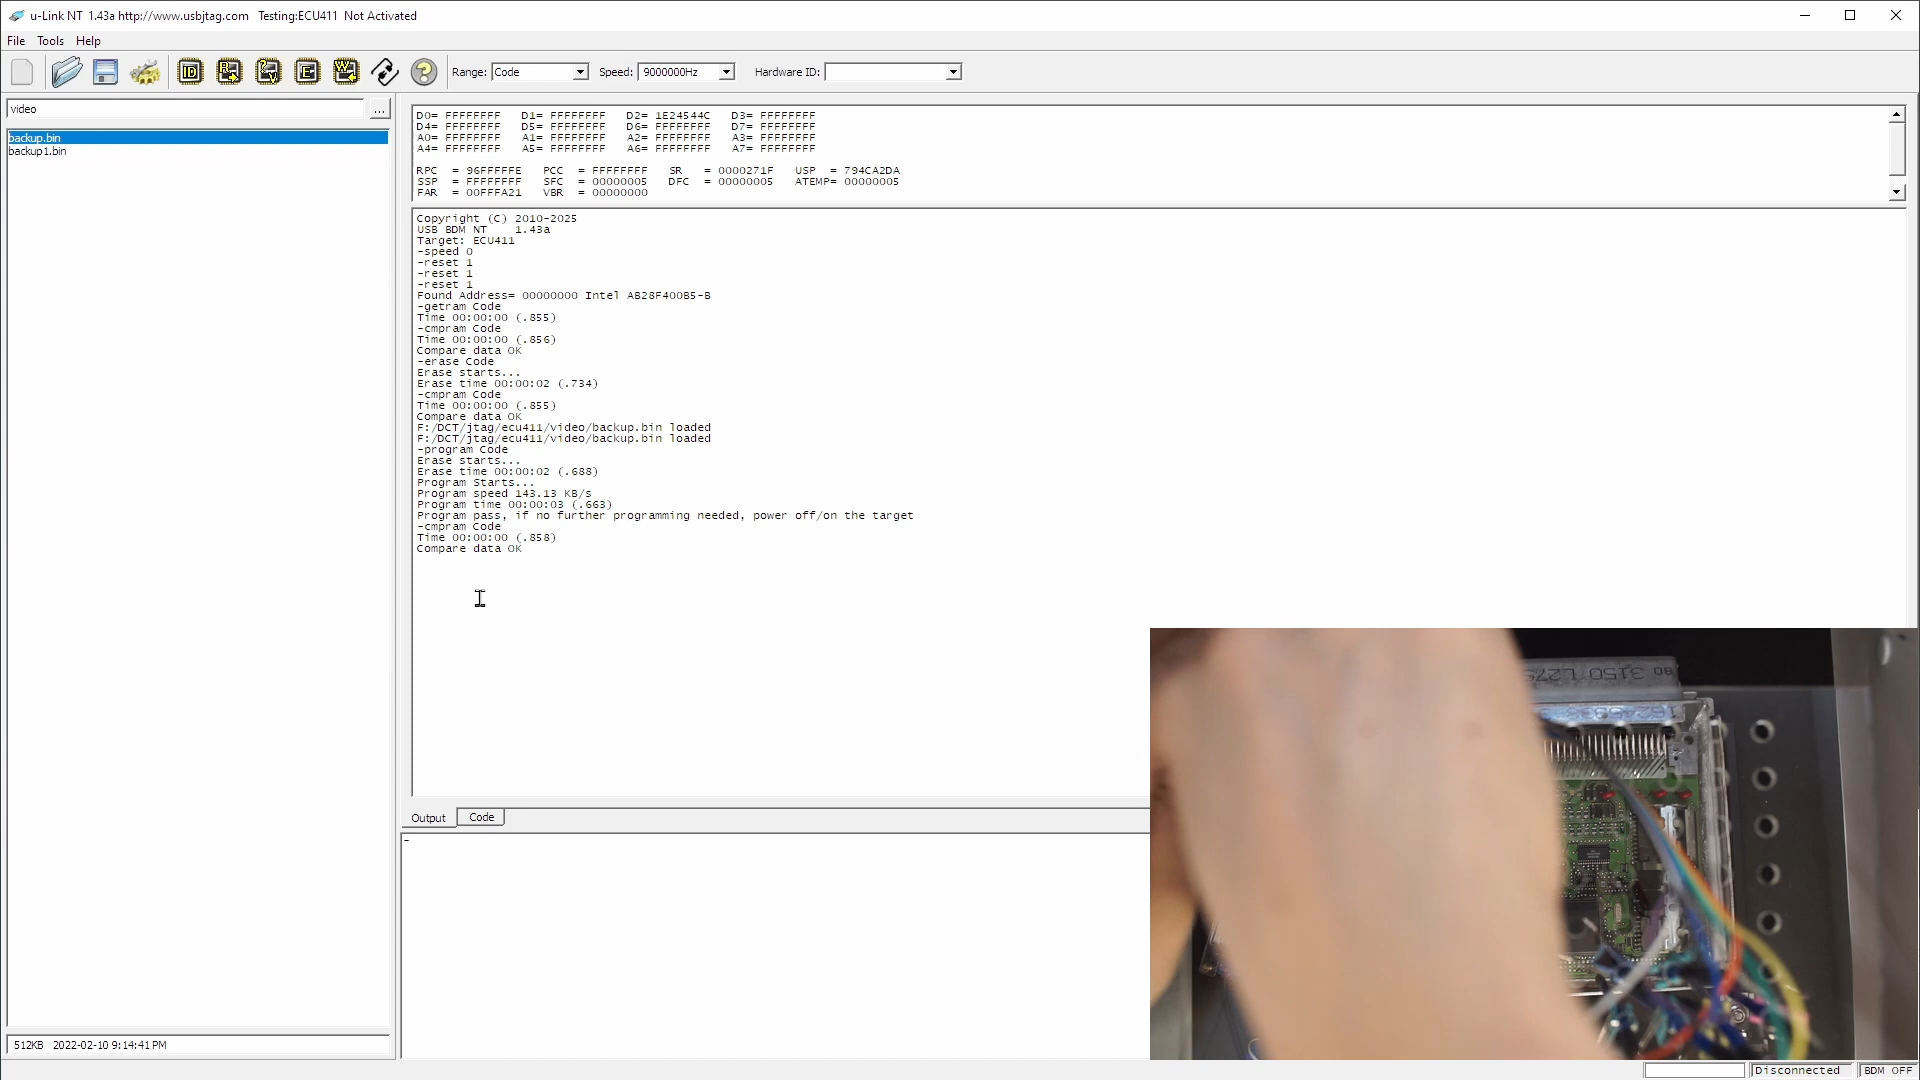 u-Link NT 1.43a http://www.usbjtag.com Testing:ECU411 Not Activated
File Tools Help
ID R V E W ?
Range: Code Speed: 9000000Hz Hardware ID:
video ...
backup.bin
backup1.bin
512KB 2022-02-10 9:14:41 PM
D0= FFFFFFFF D1= FFFFFFFF D2= 1E24544C D3= FFFFFFFF
D4= FFFFFFFF D5= FFFFFFFF D6= FFFFFFFF D7= FFFFFFFF
A0= FFFFFFFF A1= FFFFFFFF A2= FFFFFFFF A3= FFFFFFFF
A4= FFFFFFFF A5= FFFFFFFF A6= FFFFFFFF A7= FFFFFFFF
RPC = 96FFFFFE PCC = FFFFFFFF SR = 0000271F USP = 794CA2DA
SSP = FFFFFFFF SFC = 00000005 DFC = 00000005 ATEMP= 00000005
FAR = 00FFFA21 VBR = 00000000
Copyright (C) 2010-2025
USB BDM NT 1.43a
Target: ECU411
-speed 0
-reset 1
-reset 1
-reset 1
Found Address= 00000000 Intel AB28F400B5-B
-getram Code
Time 00:00:00 (.855)
-cmpram Code
Time 00:00:00 (.856)
Compare data OK
-erase Code
Erase starts...
Erase time 00:00:02 (.734)
-cmpram Code
Time 00:00:00 (.855)
Compare data OK
F:/DCT/jtag/ecu411/video/backup.bin loaded
F:/DCT/jtag/ecu411/video/backup.bin loaded
-program Code
Erase starts...
Erase time 00:00:02 (.688)
Program Starts...
Program speed 143.13 KB/s
Program time 00:00:03 (.663)
Program pass, if no further programming needed, power off/on the target
-cmpram Code
Time 00:00:00 (.858)
Compare data OK
Output Code
-
80 3150
Disconnected BDM OFF